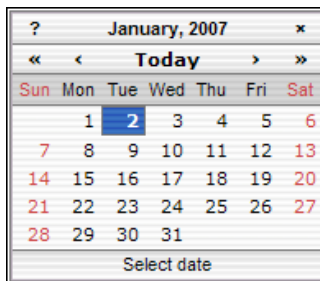 ? January, 2007 ×
« ‹ Today › »
Sun Mon Tue Wed Thu Fri Sat
1 2 3 4 5 6
7 8 9 10 11 12 13
14 15 16 17 18 19 20
21 22 23 24 25 26 27
28 29 30 31
Select date